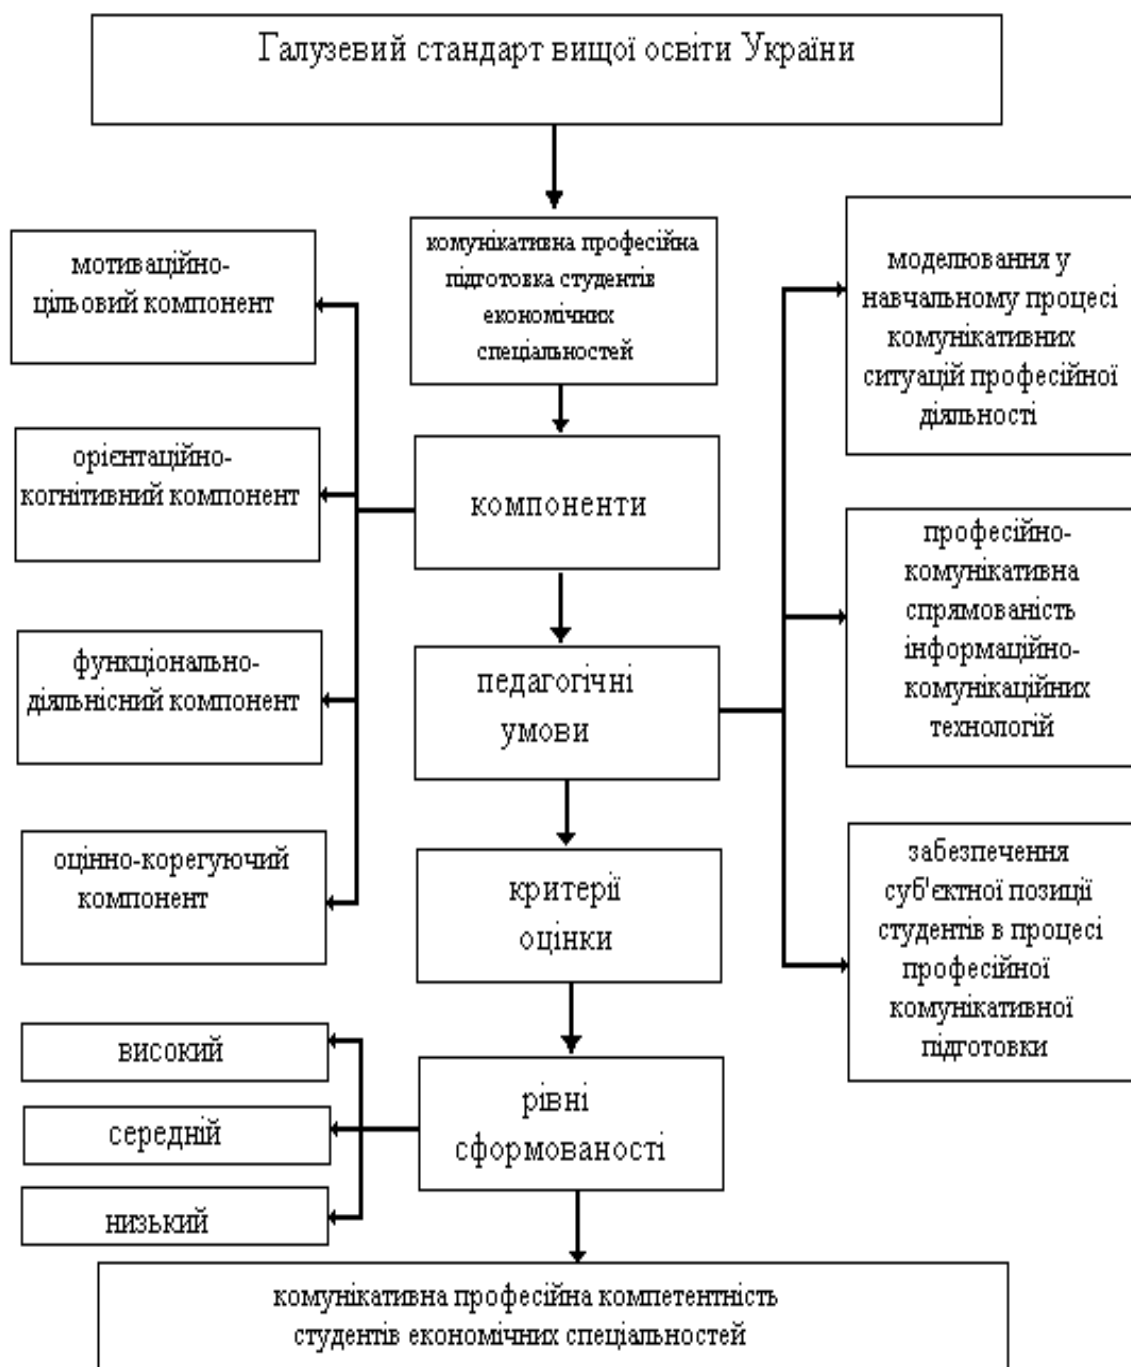 Галузевий стандарт вищої освіти України
комунікативна професійна
підготовка студентів
економічних
спеціальностей
мотиваційно-
цільовий компонент
моделювання у
навчальному процесі
комунікативних
ситуацій професійної
діяльності
орієнтаційно-
когнітивний компонент
компоненти
професійно-
комунікативна
спрямованість
інформаційно-
комунікаційних
технологій
функціонально-
діяльнісний компонент
педагогічні
умови
оцінно-корегуючий
компонент
критерії
оцінки
забезпечення
суб'єктної позиції
студентів в процесі
професійної
комунікативної
підготовки
високий
середній
низький
рівні
сформованості
комунікативна професійна компетентність
студентів економічних спеціальностей